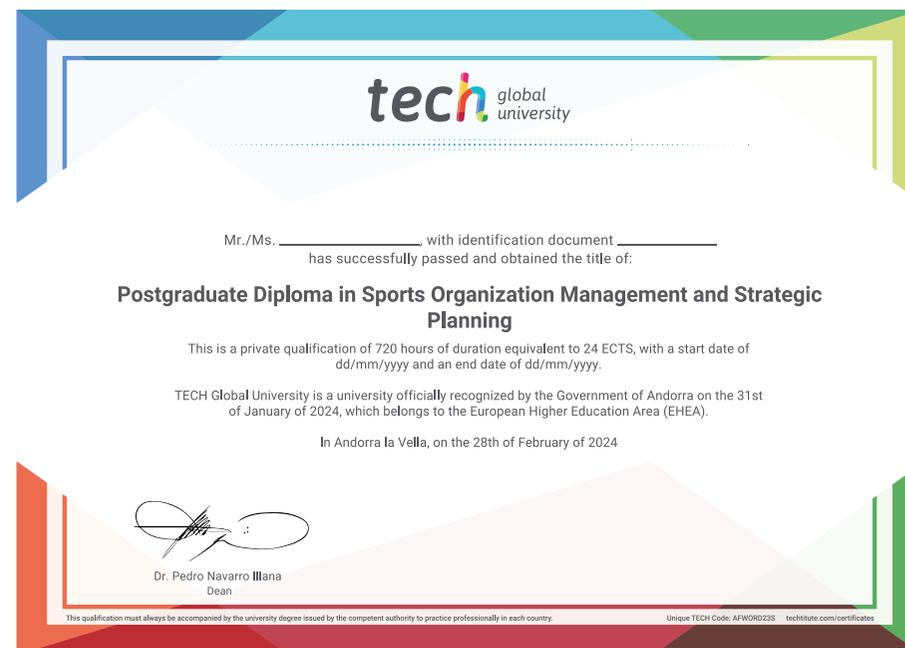 tech global
university
Mr./Ms. ____________, with identification document ____________
has successfully passed and obtained the title of:
Postgraduate Diploma in Sports Organization Management and Strategic
Planning
This is a private qualification of 720 hours of duration equivalent to 24 ECTS, with a start date of
dd/mm/yyyy and an end date of dd/mm/yyyy.
TECH Global University is a university officially recognized by the Government of Andorra on the 31st
of January of 2024, which belongs to the European Higher Education Area (EHEA).
In Andorra la Vella, on the 28th of February of 2024
Dr. Pedro Navarro Illana
Dean
This qualification must always be accompanied by the university degree issued by the competent authority to practice professionally in each country.
Unique TECH Code: AFWORD23S techtitute.com/certificates